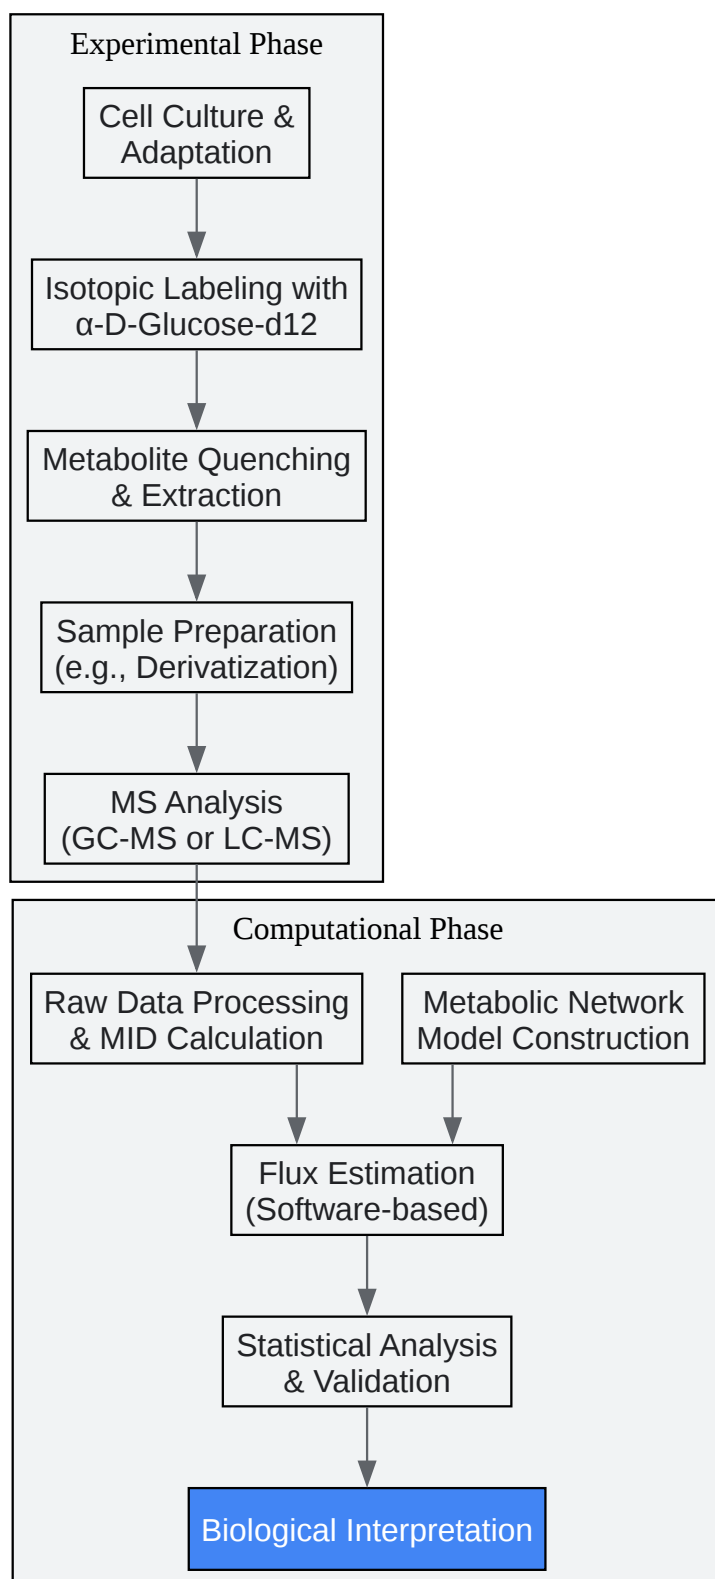 Experimental Phase
Cell Culture &
Adaptation
Isotopic Labeling with
α-D-Glucose-d12
Metabolite Quenching
& Extraction
Sample Preparation
(e.g., Derivatization)
MS Analysis
(GC-MS or LC-MS)
Computational Phase
Raw Data Processing
& MID Calculation
Metabolic Network
Model Construction
Flux Estimation
(Software-based)
Statistical Analysis
& Validation
Biological Interpretation